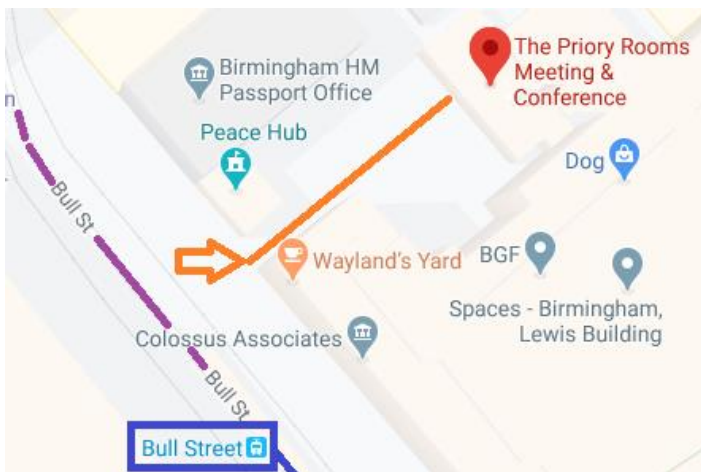 The Priory Rooms
Meeting &
Conference
Birmingham HM
Passport Office
n
Peace Hub
Dog
Bull St
Wayland's Yard
BGF
Spaces - Birmingham,
Lewis Building
Colossus Associates
Bull St
Bull Street